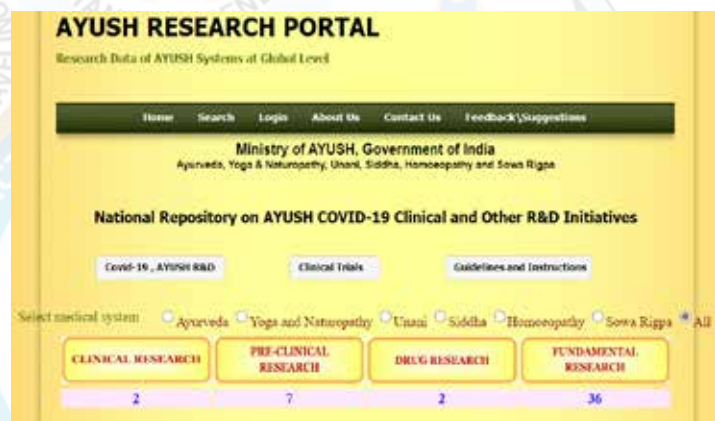 AYUSH RESEARCH PORTAL
Research Data of AYUSH Systems at Global Level
Home Search Login About Us Contact Us Feedback\Suggestions
Ministry of AYUSH, Government of India
Ayurveda, Yoga & Naturopathy, Unani, Siddha, Homoeopathy and Sowa Rigpa
National Repository on AYUSH COVID-19 Clinical and Other R&D Initiatives
Covid-19 , AYUSH R&D Clinical Trials Guidelines and Instructions
Select medical system Ayurveda Yoga and Naturopathy Unani Siddha Homoeopathy Sowa Rigpa All
CLINICAL RESEARCH PRE-CLINICAL RESEARCH DRUG RESEARCH FUNDAMENTAL RESEARCH
2 7 2 36